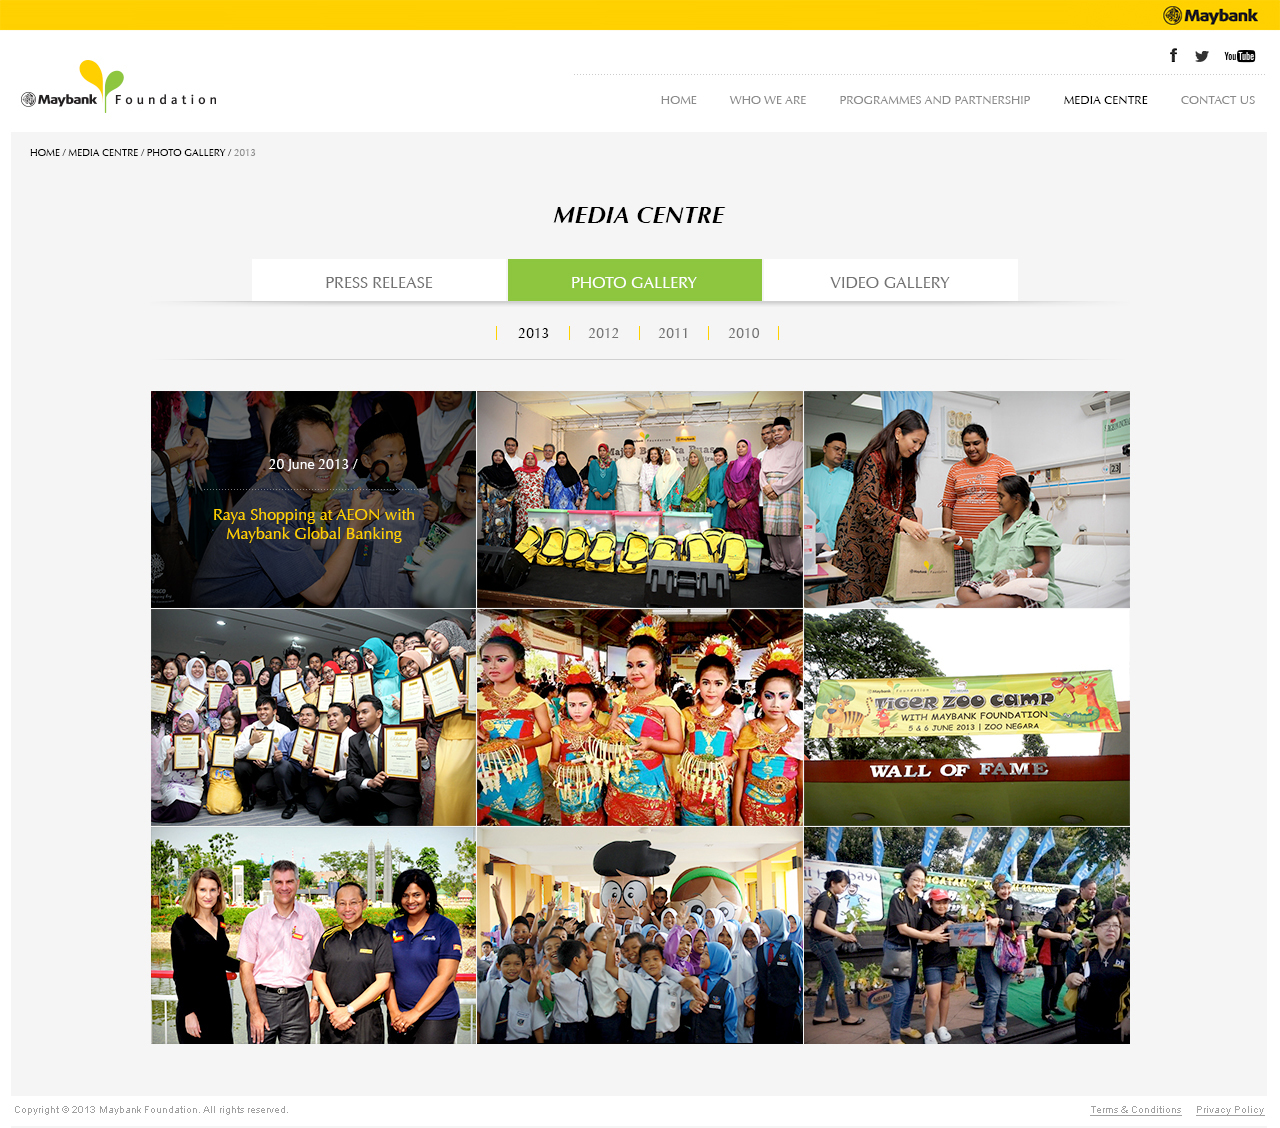 Maybank
You Tube
Maybank Foundation
HOME WHO WE ARE PROGRAMMES AND PARTNERSHIP MEDIA CENTRE CONTACT US
HOME / MEDIA CENTRE / PHOTO GALLERY / 2013
MEDIA CENTRE
PRESS RELEASE PHOTO GALLERY VIDEO GALLERY
2013 2012 2011 2010
20 June 2013 /
Raya Shopping at AEON with
Maybank Global Banking
Maybank Foundation
TIGER ZOO CAMP
WITH MAYBANK FOUNDATION
5 & 6 JUNE 2013 | ZOO NEGARA
WALL OF FAME
Copyright © 2013 Maybank Foundation. All rights reserved.
Terms & Conditions Privacy Policy